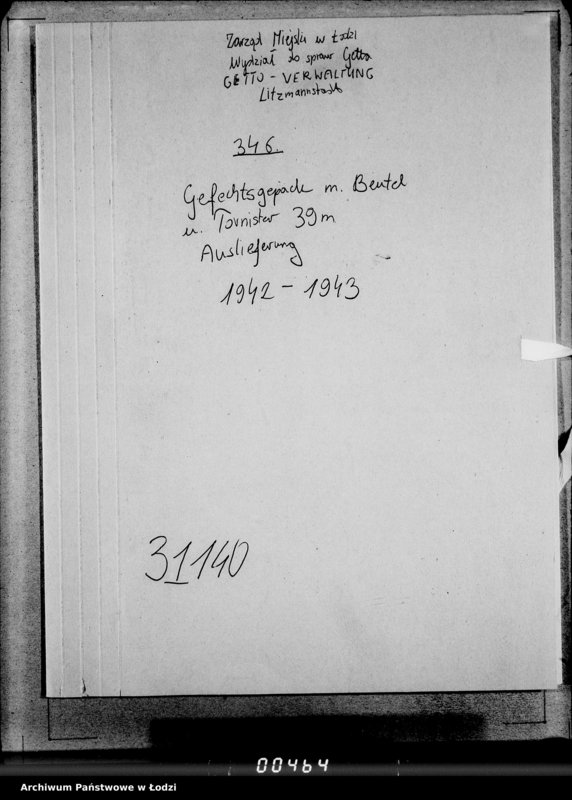 Zarząd Miejski w Łodzi
Wydział do spraw Getta
GETTO - VERWALTUNG
Litzmannstadt
346.
Gefechtsgepäck m. Beutel
u. Tornister 39m
Auslieferung
1942 - 1943
31140
00464
Archiwum Państwowe w Łodzi